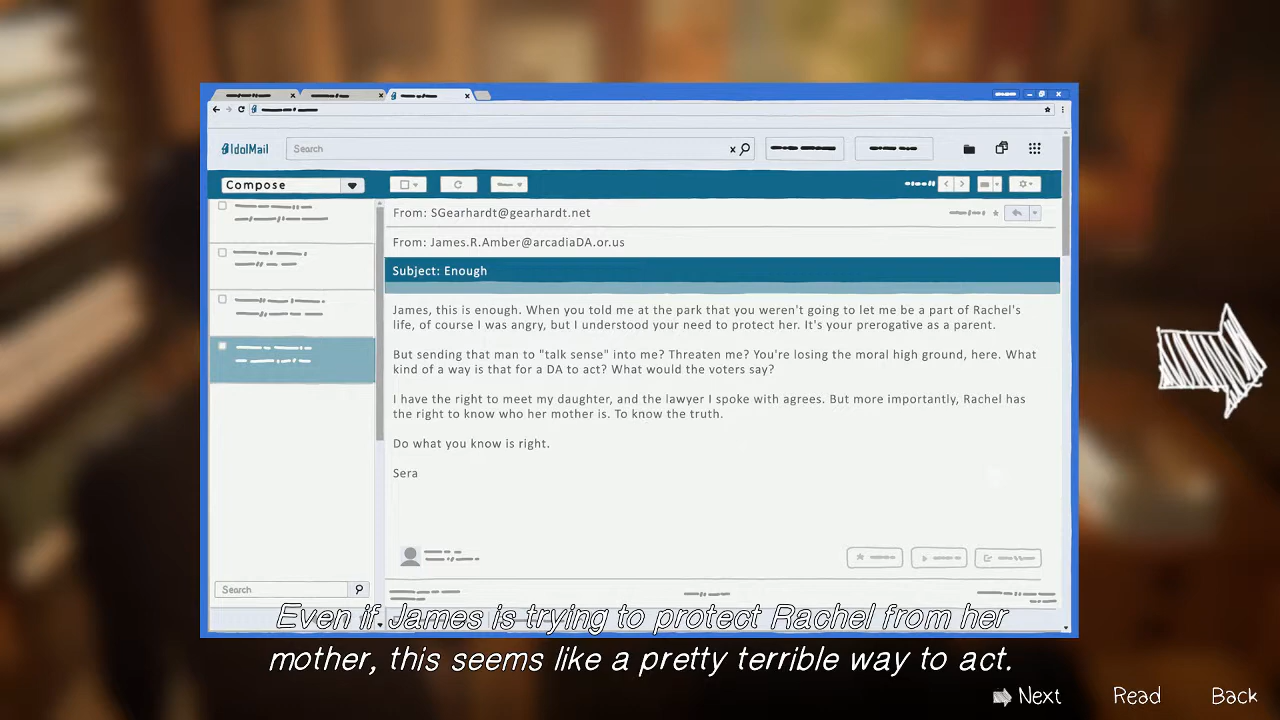 IdolMail
Search
x
Compose
From: SGearhardt@gearhardt.net
From: James.R.Amber@arcadiaDA.or.us
Subject: Enough
James, this is enough. When you told me at the park that you weren't going to let me be a part of Rachel's
life, of course I was angry, but I understood your need to protect her. It's your prerogative as a parent.
But sending that man to "talk sense" into me? Threaten me? You're losing the moral high ground, here. What
kind of a way is that for a DA to act? What would the voters say?
I have the right to meet my daughter, and the lawyer I spoke with agrees. But more importantly, Rachel has
the right to know who her mother is. To know the truth.
Do what you know is right.
Sera
Search
Even if James is trying to protect Rachel from her
mother, this seems like a pretty terrible way to act.
Next Read Back